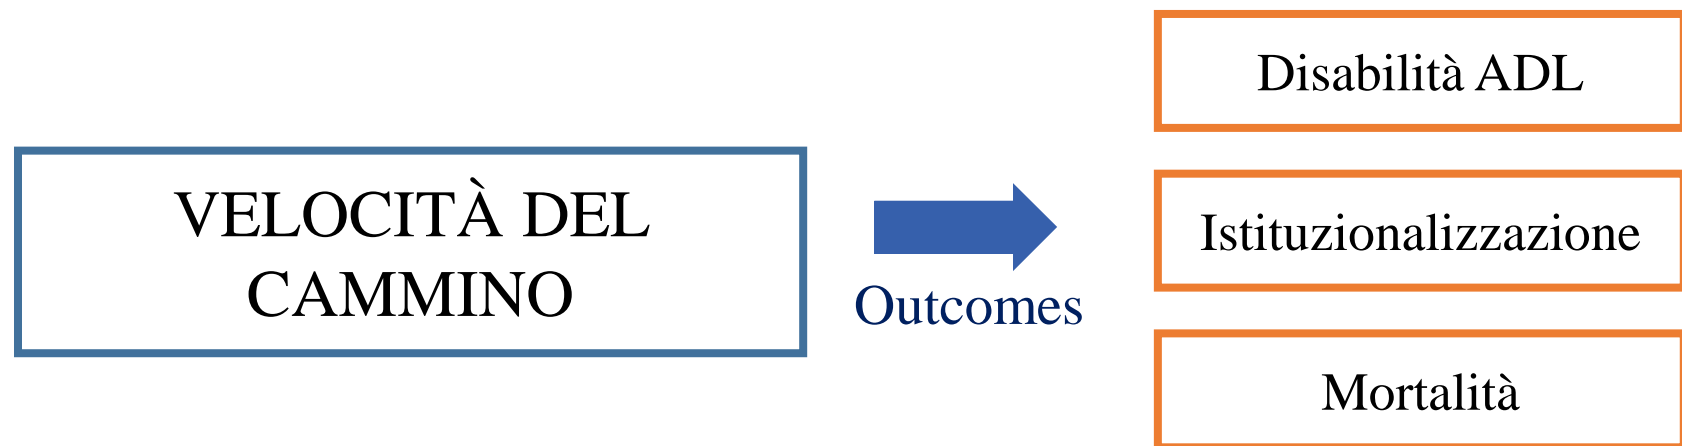 VELOCITÀ DEL
CAMMINO
Outcomes
Disabilità ADL
Istituzionalizzazione
Mortalità